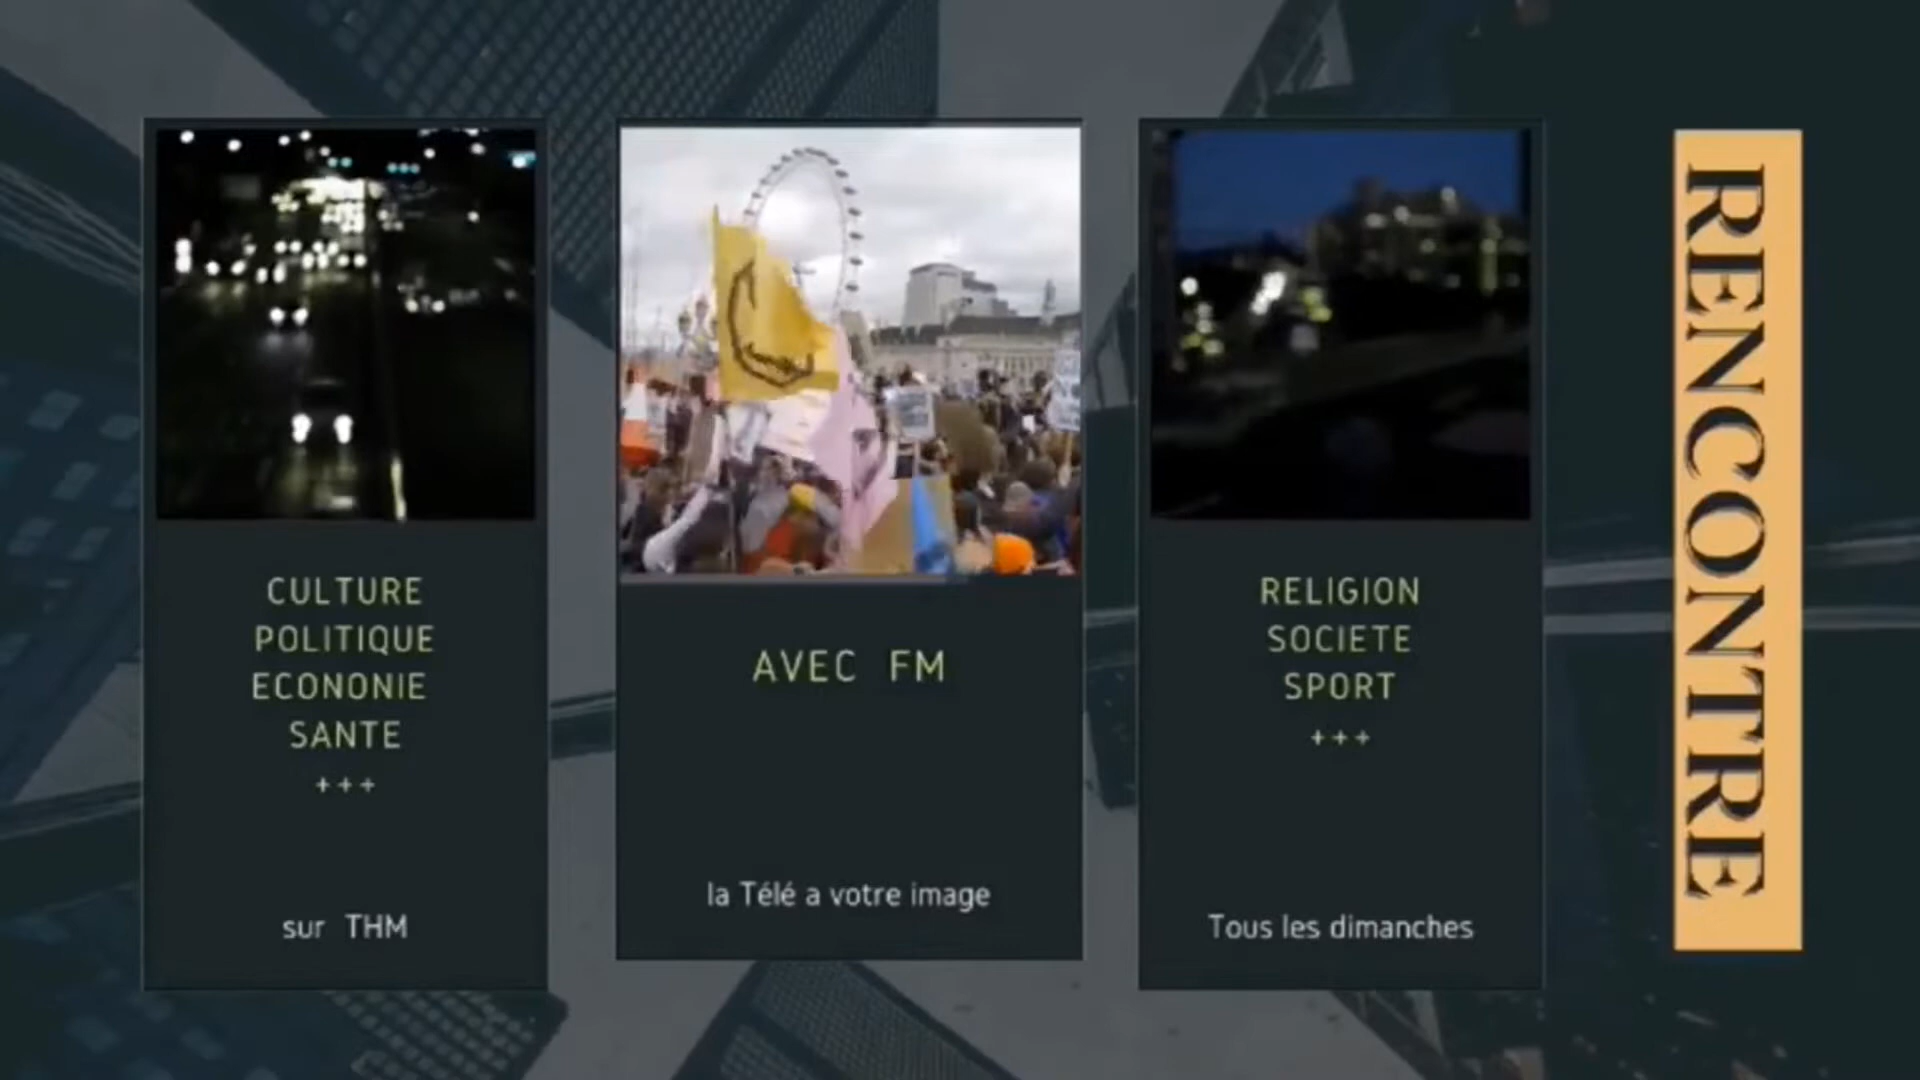 CULTURE
POLITIQUE
ECONONIE
SANTE
+++
sur THM
AVEC FM
la Télé a votre image
RELIGION
SOCIETE
SPORT
+++
Tous les dimanches
RENCONTRE